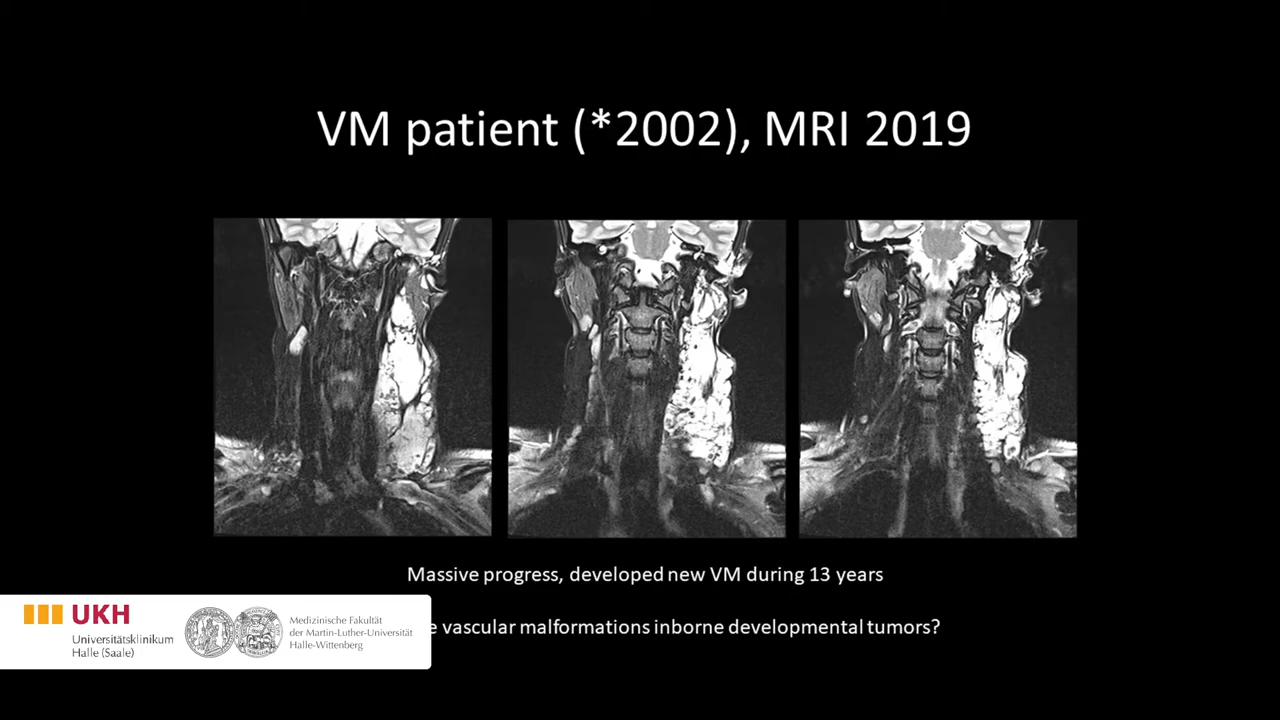 VM patient (*2002), MRI 2019
Massive progress, developed new VM during 13 years
vascular malformations inborne developmental tumors?
UKH
Universitätsklinikum
Halle (Saale)
Medizinische Fakultät
der Martin-Luther-Universität
Halle-Wittenberg